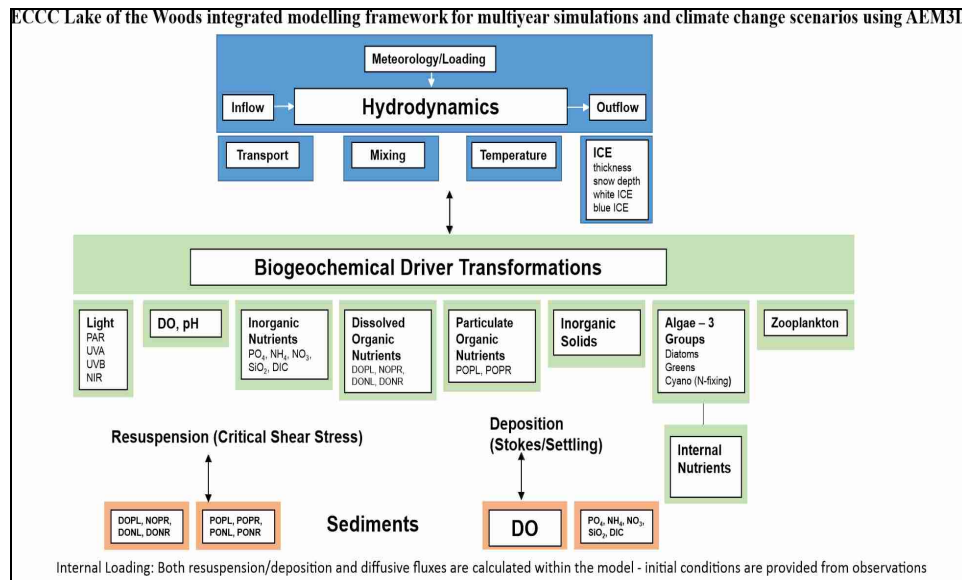 ECCC Lake of the Woods integrated modelling framework for multiyear simulations and climate change scenarios using AEM3D
Meteorology/Loading
Inflow
Hydrodynamics
Outflow
Transport
Mixing
Temperature
ICE
thickness
snow depth
white ICE
blue ICE
Biogeochemical Driver Transformations
Light
PAR
UVA
UVB
NIR
DO, pH
Inorganic
Nutrients
PO₄, NH₄, NO₃,
SiO₂, DIC
Dissolved
Organic
Nutrients
DOPL, NOPR,
DONL, DONR
Particulate
Organic
Nutrients
POPL, POPR
Inorganic
Solids
Algae – 3
Groups
Diatoms
Greens
Cyano (N-fixing)
Zooplankton
Internal
Nutrients
Resuspension (Critical Shear Stress)
Deposition
(Stokes/Settling)
DOPL, NOPR,
DONL, DONR
POPL, POPR,
PONL, PONR
Sediments
DO
PO₄, NH₄, NO₃,
SiO₂, DIC
Internal Loading: Both resuspension/deposition and diffusive fluxes are calculated within the model - initial conditions are provided from observations